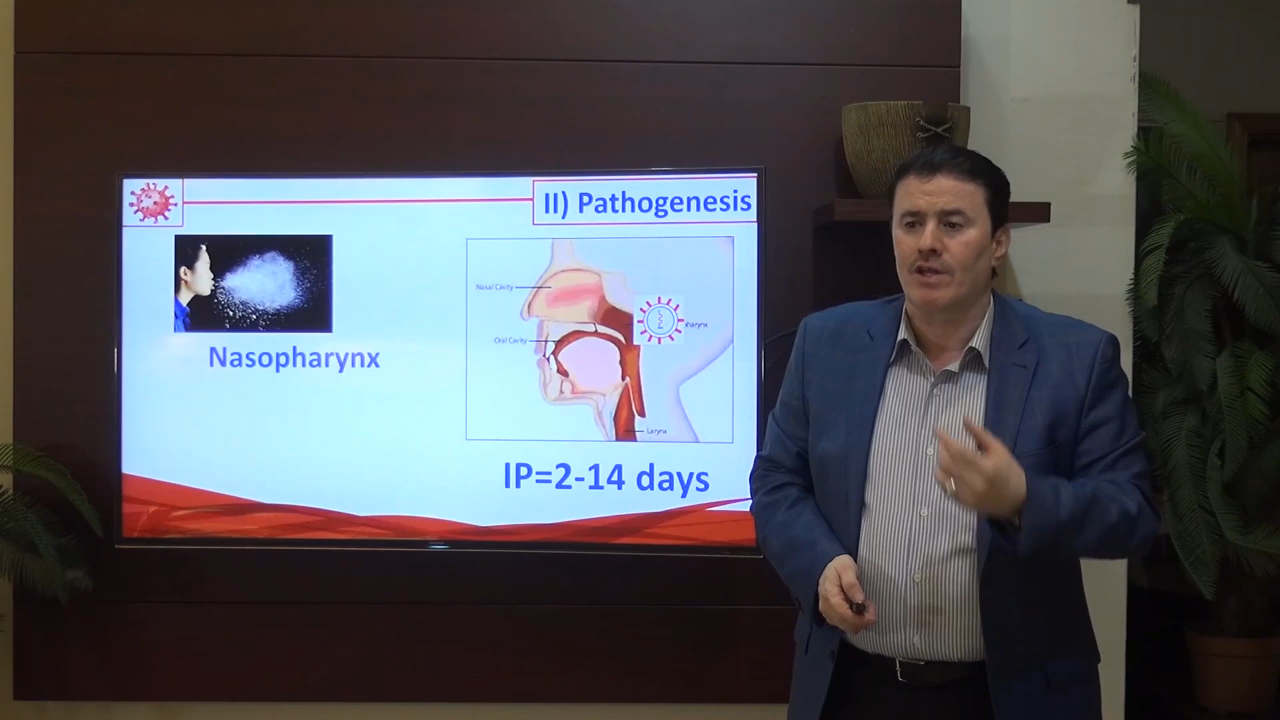 II) Pathogenesis
Nasal Cavity
pharynx
Oral Cavity
Nasopharynx
Larynx
IP=2-14 days